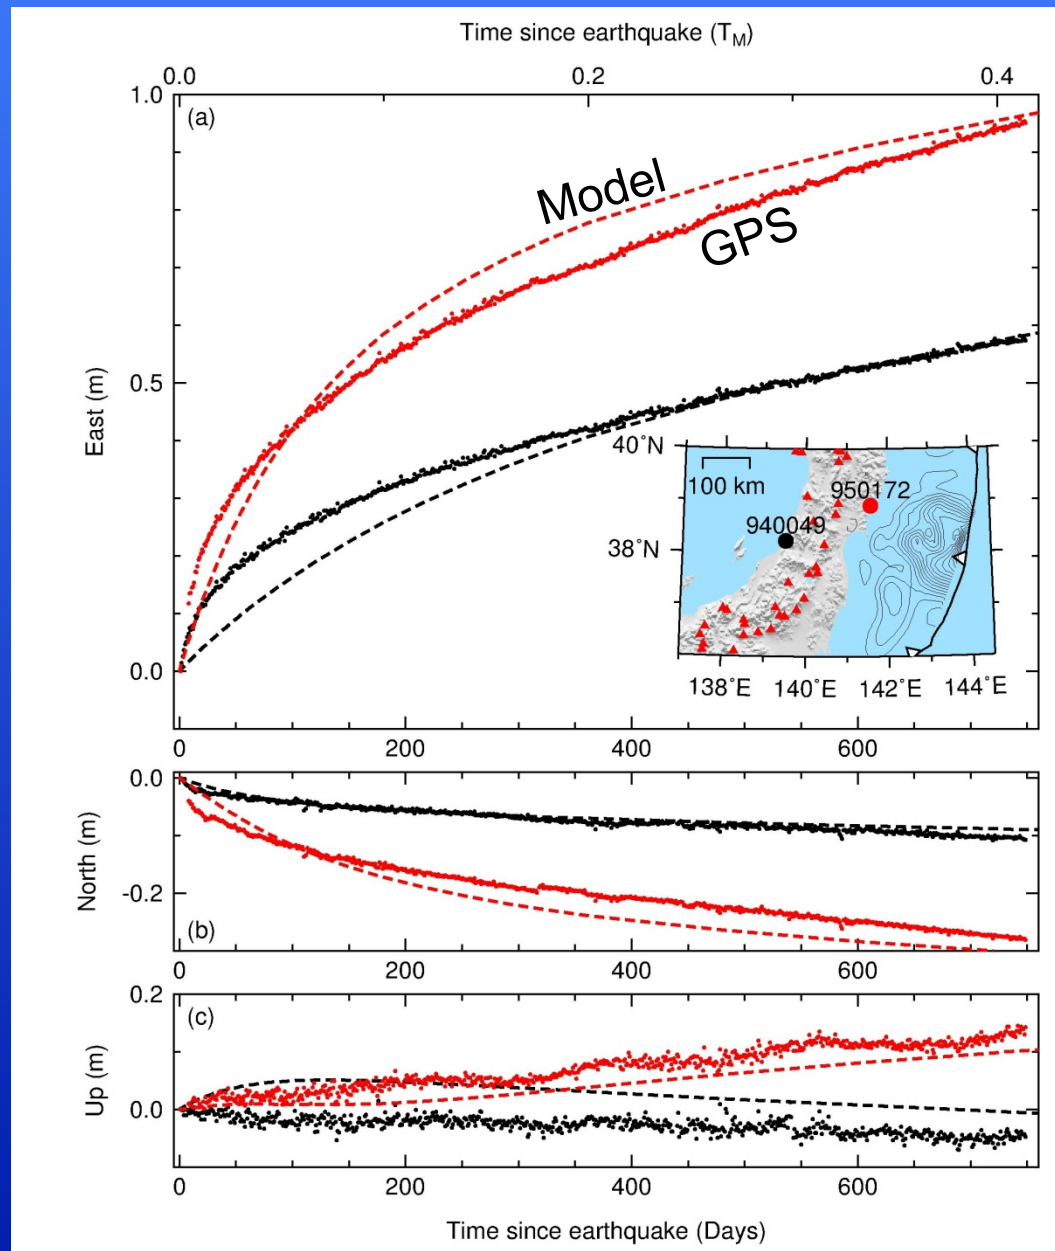 Time since earthquake (T_M)
0.0 0.2 0.4
1.0
(a)
Model
GPS
0.5
East (m)
40˚N
100 km
950172
940049
38˚N
138˚E 140˚E 142˚E 144˚E
0.0
0 200 400 600
0.0
North (m)
-0.2
(b)
0 200 400 600
0.2
(c)
Up (m)
0.0
0 200 400 600
Time since earthquake (Days)